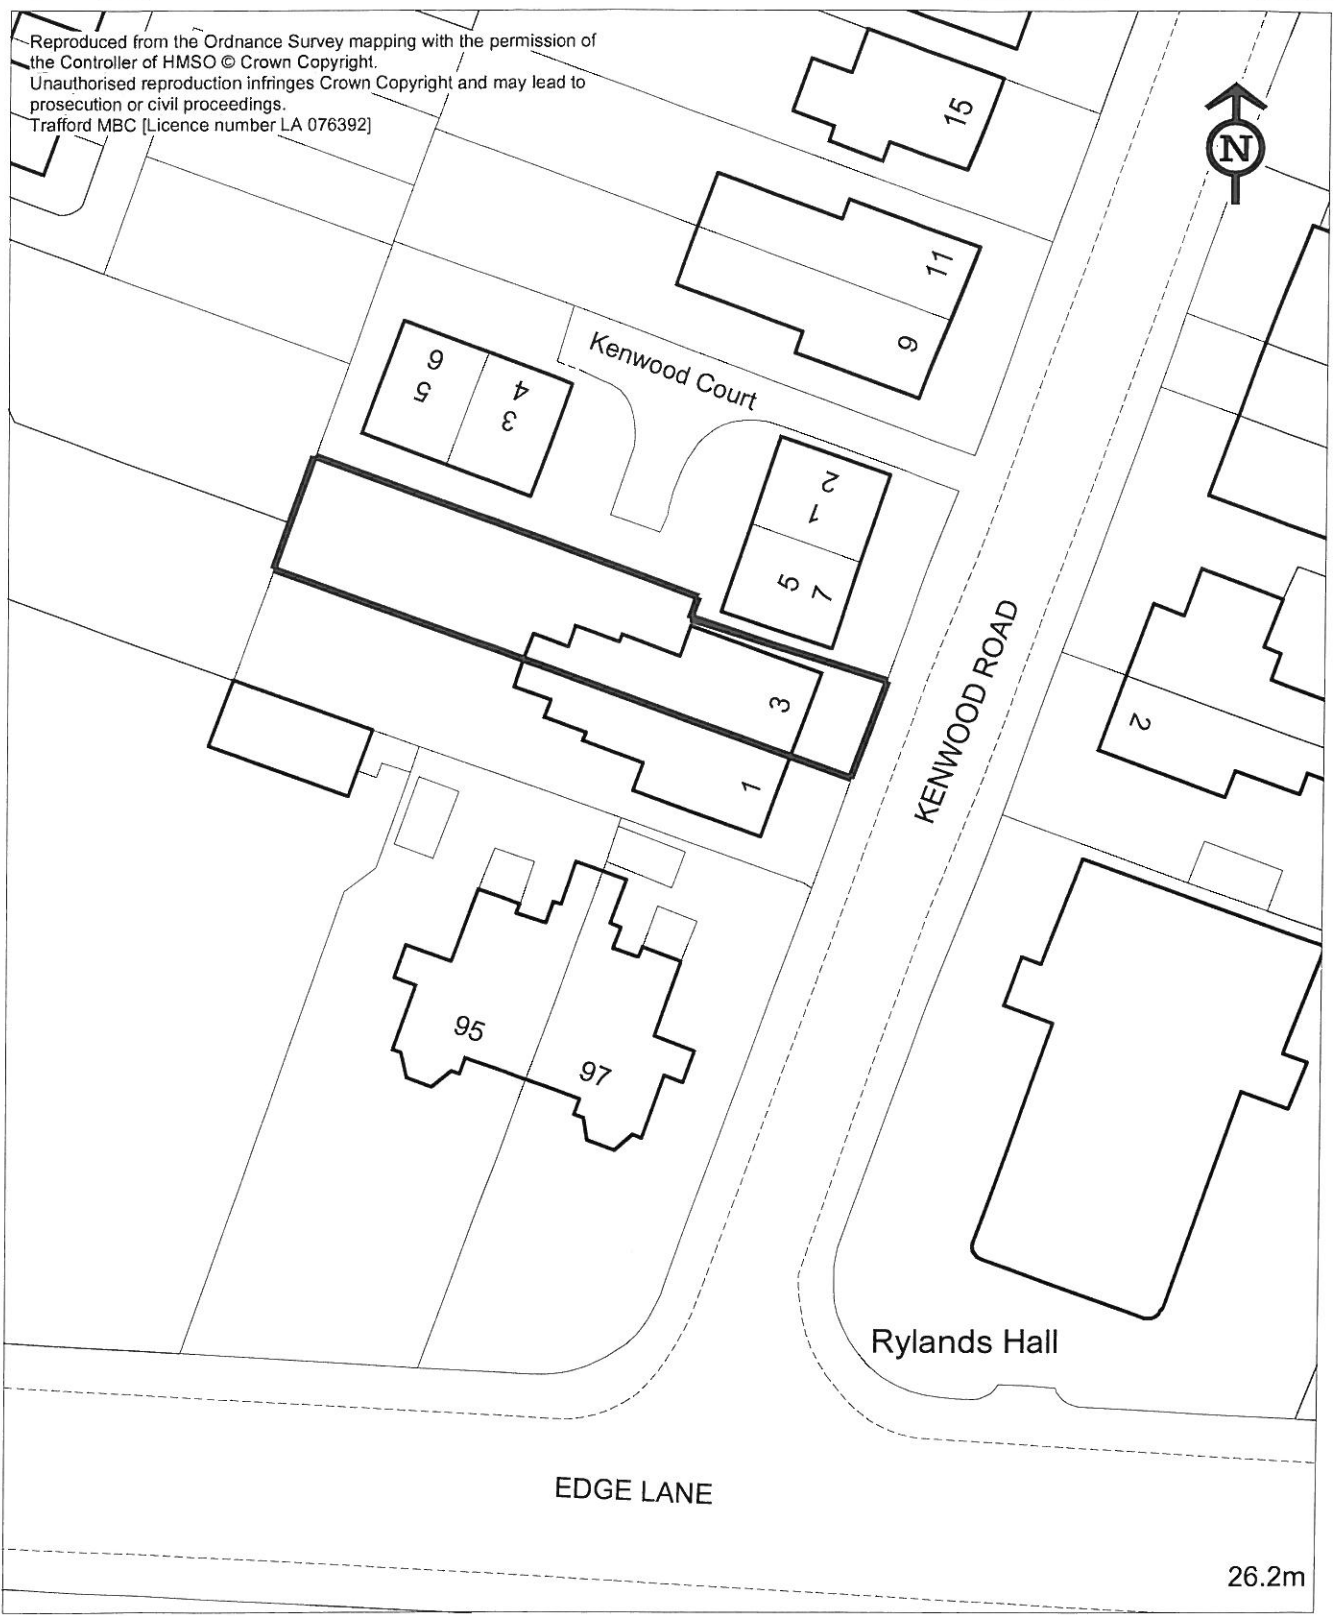 Reproduced from the Ordnance Survey mapping with the permission of
the Controller of HMSO © Crown Copyright.
Unauthorised reproduction infringes Crown Copyright and may lead to
prosecution or civil proceedings.
Trafford MBC [Licence number LA 076392]
15
N
11
9
Kenwood Court
6
5
4
3
2
1
5
7
KENWOOD ROAD
3
1
2
95
97
Rylands Hall
EDGE LANE
26.2m